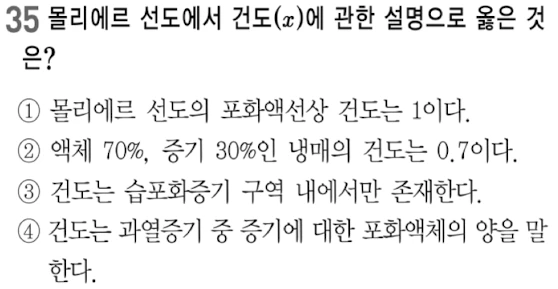 35 몰리에르 선도에서 건도(x)에 관한 설명으로 옳은 것
은?
① 몰리에르 선도의 포화액선상 건도는 1이다.
② 액체 70%, 증기 30%인 냉매의 건도는 0.7이다.
③ 건도는 습포화증기 구역 내에서만 존재한다.
④ 건도는 과열증기 중 증기에 대한 포화액체의 양을 말
한다.